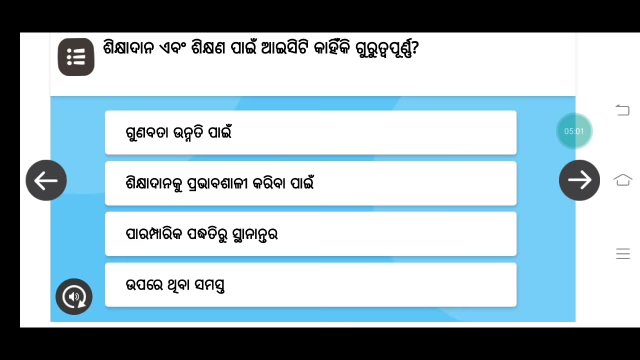 ଶିକ୍ଷାଦାନ ଏବଂ ଶିକ୍ଷଣ ପାଇଁ ଆଇସିଟି କାହିଁକି ଗୁରୁତ୍ୱପୂର୍ଣ୍ଣ?
ଗୁଣବତା ଉନ୍ନତି ପାଇଁ
05:01
ଶିକ୍ଷାଦାନକୁ ପ୍ରଭାବଶାଳୀ କରିବା ପାଇଁ
ପାରମ୍ପାରିକ ପଦ୍ଧତିରୁ ସ୍ଥାନାନ୍ତର
ଉପରେ ଥିବା ସମସ୍ତ